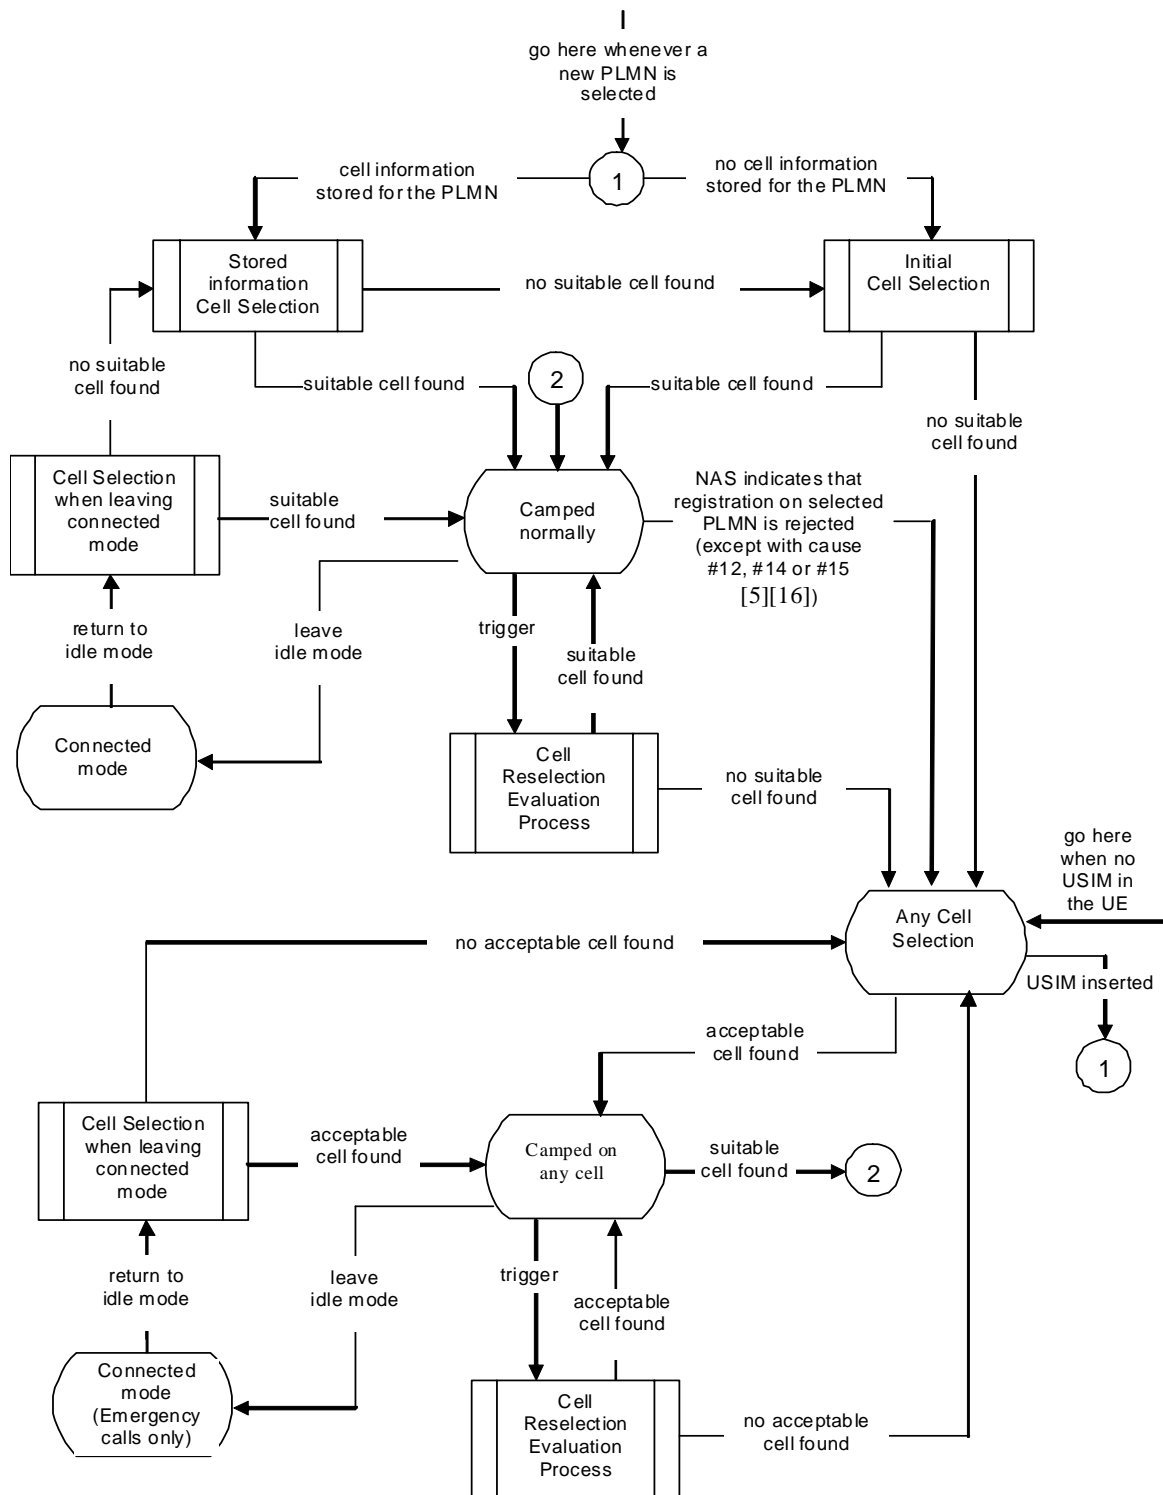 go here whenever a
new PLMN is
selected
1
cell information
stored for the PLMN
no cell information
stored for the PLMN
Stored
information
Cell Selection
no suitable cell found
Initial
Cell Selection
no suitable
cell found
suitable cell found
2
suitable cell found
no suitable
cell found
Cell Selection
when leaving
connected
mode
suitable
cell found
Camped
normally
NAS indicates that
registration on selected
PLMN is rejected
(except with cause
#12, #14 or #15
[5][16])
return to
idle mode
leave
idle mode
trigger
suitable
cell found
Connected
mode
Cell
Reselection
Evaluation
Process
no suitable
cell found
go here
when no
USIM in
the UE
Any Cell
Selection
no acceptable cell found
USIM inserted
1
acceptable
cell found
Cell Selection
when leaving
connected
mode
acceptable
cell found
Camped on
any cell
suitable
cell found
2
return to
idle mode
leave
idle mode
trigger
acceptable
cell found
Connected
mode
(Emergency
calls only)
Cell
Reselection
Evaluation
Process
no acceptable
cell found